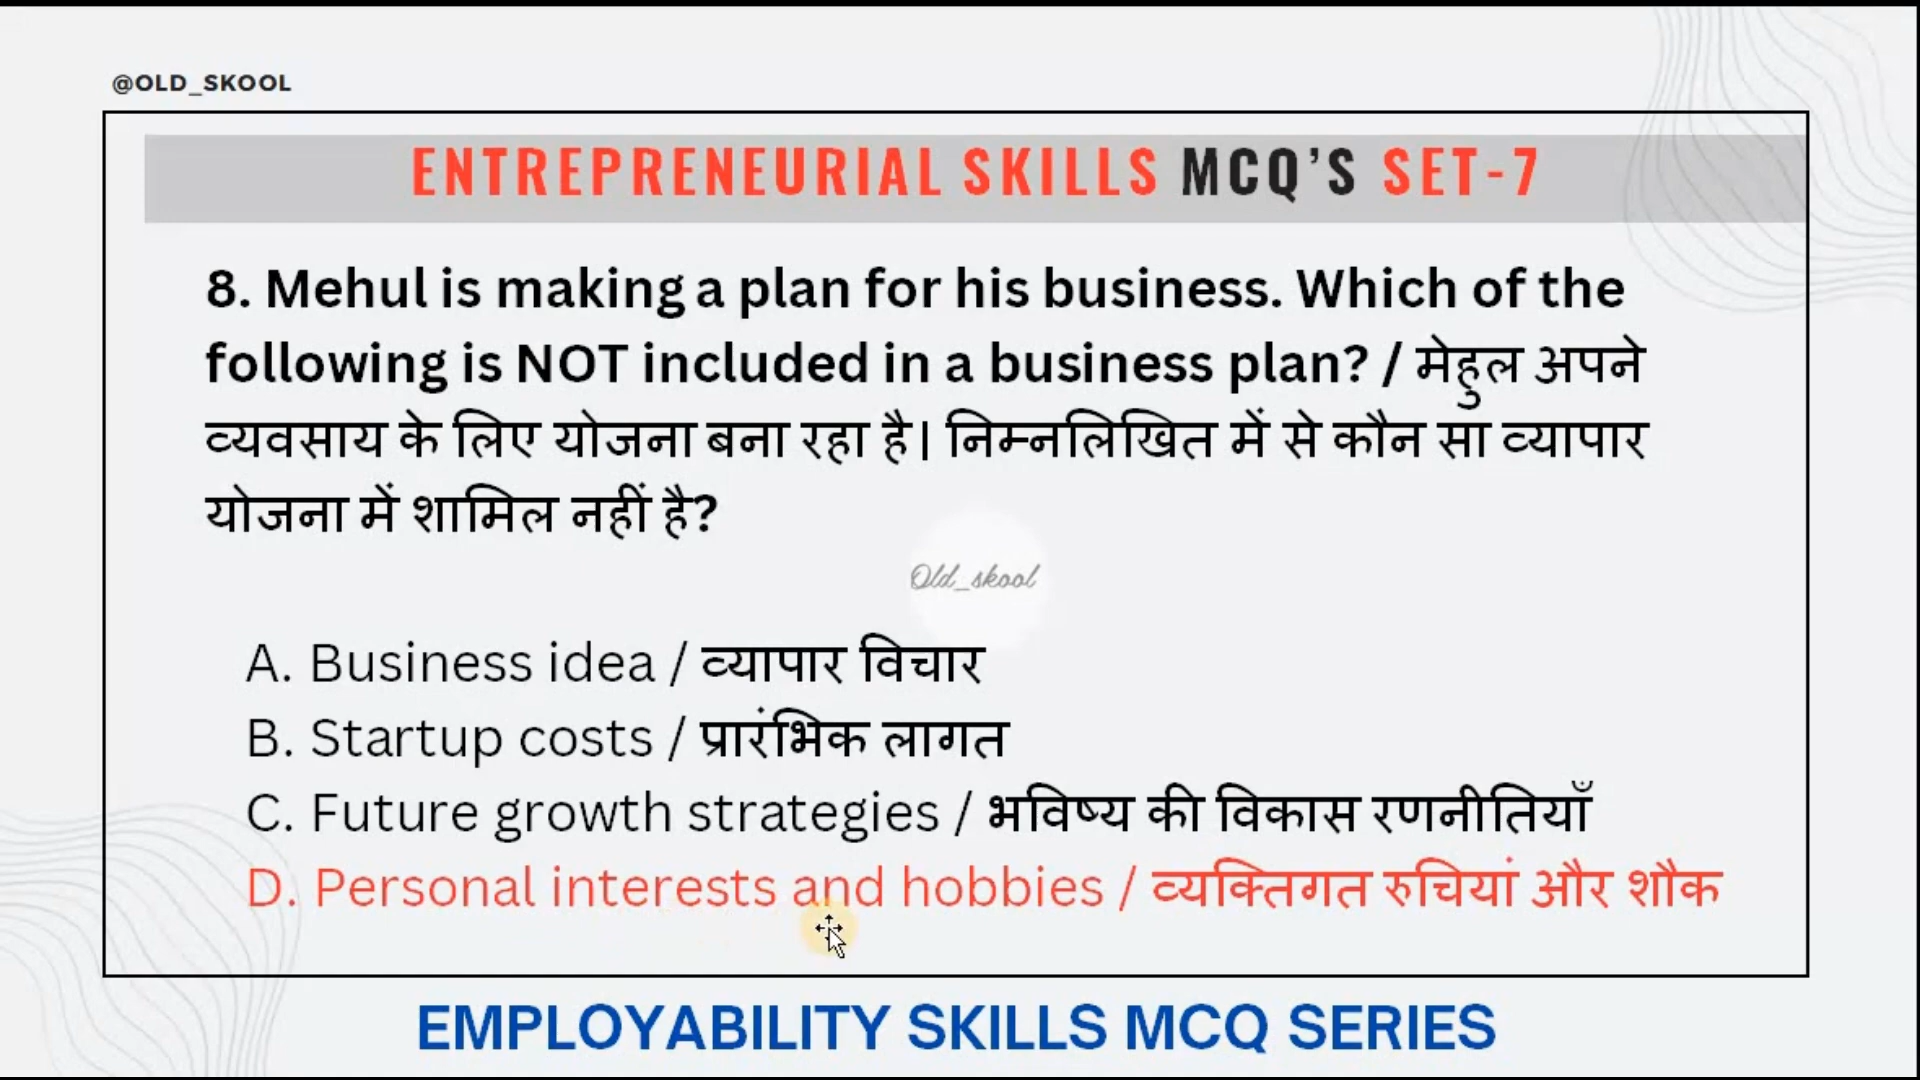 @OLD_SKOOL
ENTREPRENEURIAL SKILLS MCQ'S SET-7
8. Mehul is making a plan for his business. Which of the
following is NOT included in a business plan? / मेहुल अपने
व्यवसाय के लिए योजना बना रहा है। निम्नलिखित में से कौन सा व्यापार
योजना में शामिल नहीं है?
Old_skool
A. Business idea / व्यापार विचार
B. Startup costs / प्रारंभिक लागत
C. Future growth strategies / भविष्य की विकास रणनीतियाँ
D. Personal interests and hobbies / व्यक्तिगत रुचियां और शौक
EMPLOYABILITY SKILLS MCQ SERIES